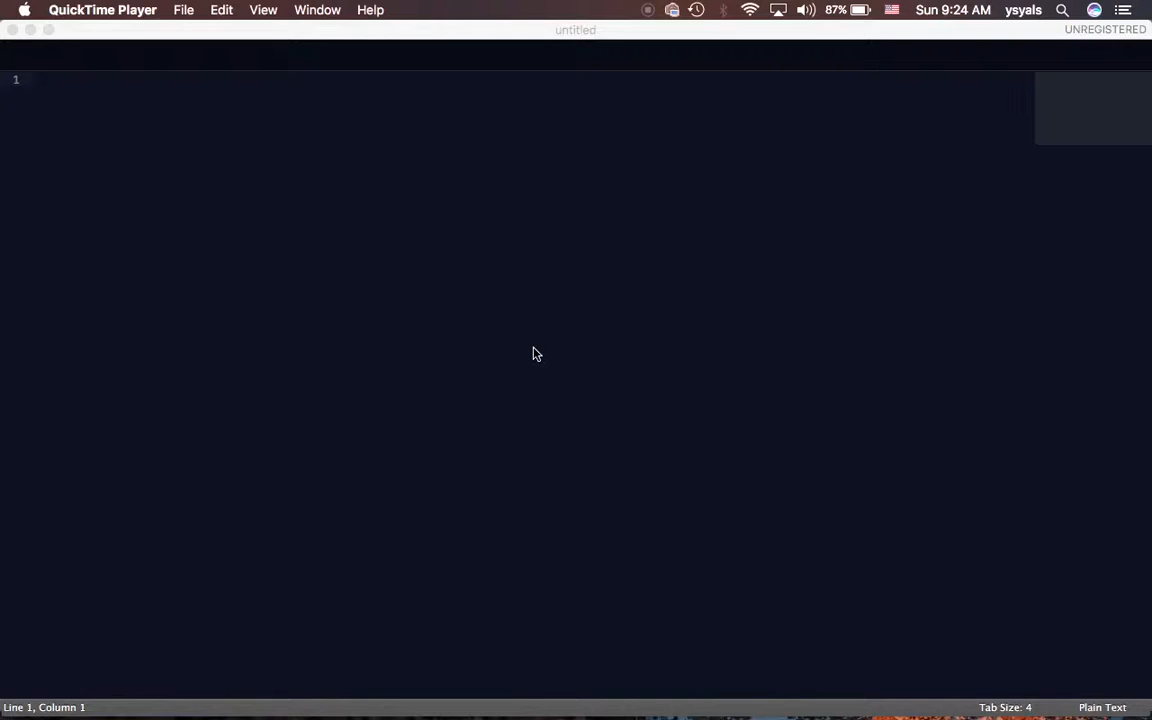 QuickTime Player File Edit View Window Help 87% Sun 9:24 AM ysyals
untitled UNREGISTERED
1
Line 1, Column 1 Tab Size: 4 Plain Text